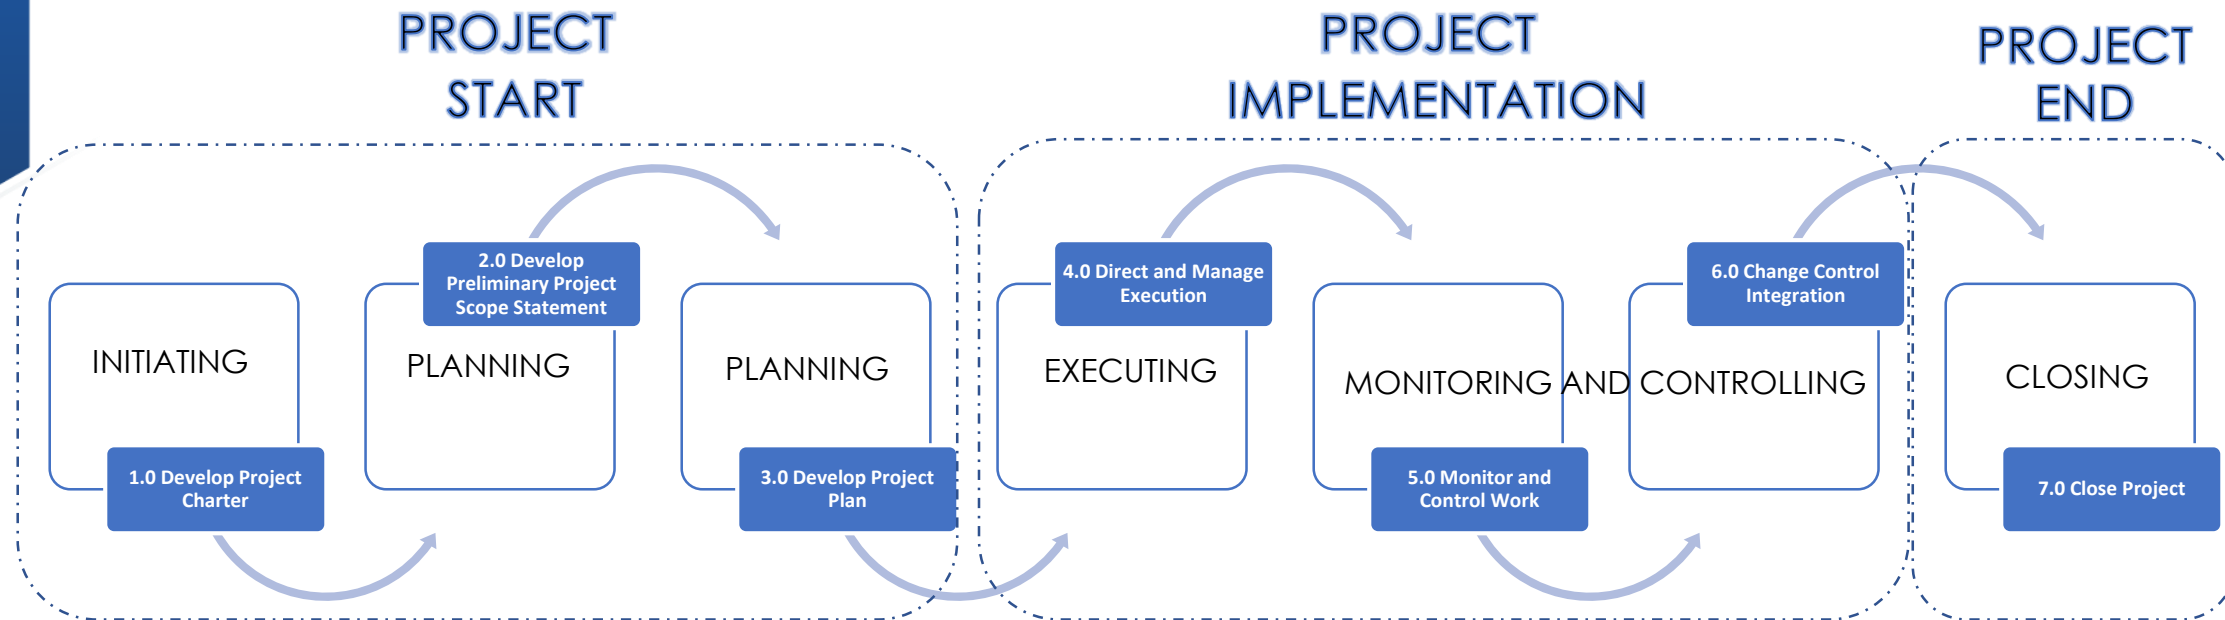 PROJECT
START
PROJECT
IMPLEMENTATION
PROJECT
END
INITIATING
1.0 Develop Project
Charter
2.0 Develop
Preliminary Project
Scope Statement
PLANNING
PLANNING
3.0 Develop Project
Plan
4.0 Direct and Manage
Execution
EXECUTING
MONITORING AND CONTROLLING
5.0 Monitor and
Control Work
6.0 Change Control
Integration
CLOSING
7.0 Close Project